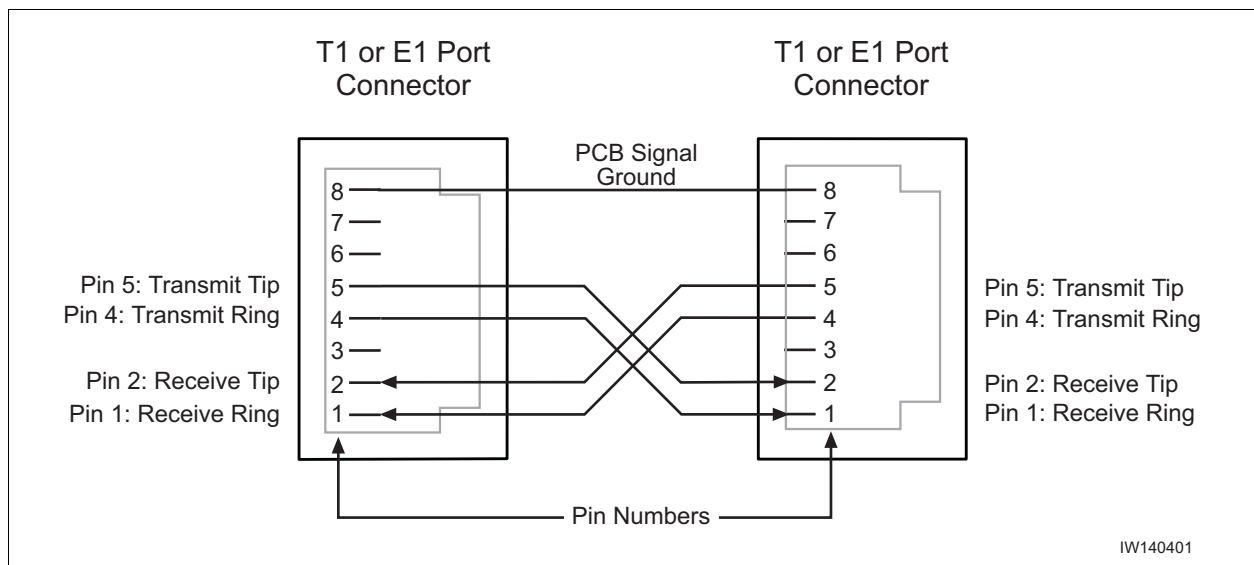 T1 or E1 Port
Connector
T1 or E1 Port
Connector
PCB Signal
Ground
8
7
6
5
4
3
2
1
8
7
6
5
4
3
2
1
Pin 5: Transmit Tip
Pin 4: Transmit Ring
Pin 2: Receive Tip
Pin 1: Receive Ring
Pin 5: Transmit Tip
Pin 4: Transmit Ring
Pin 2: Receive Tip
Pin 1: Receive Ring
Pin Numbers
IW140401